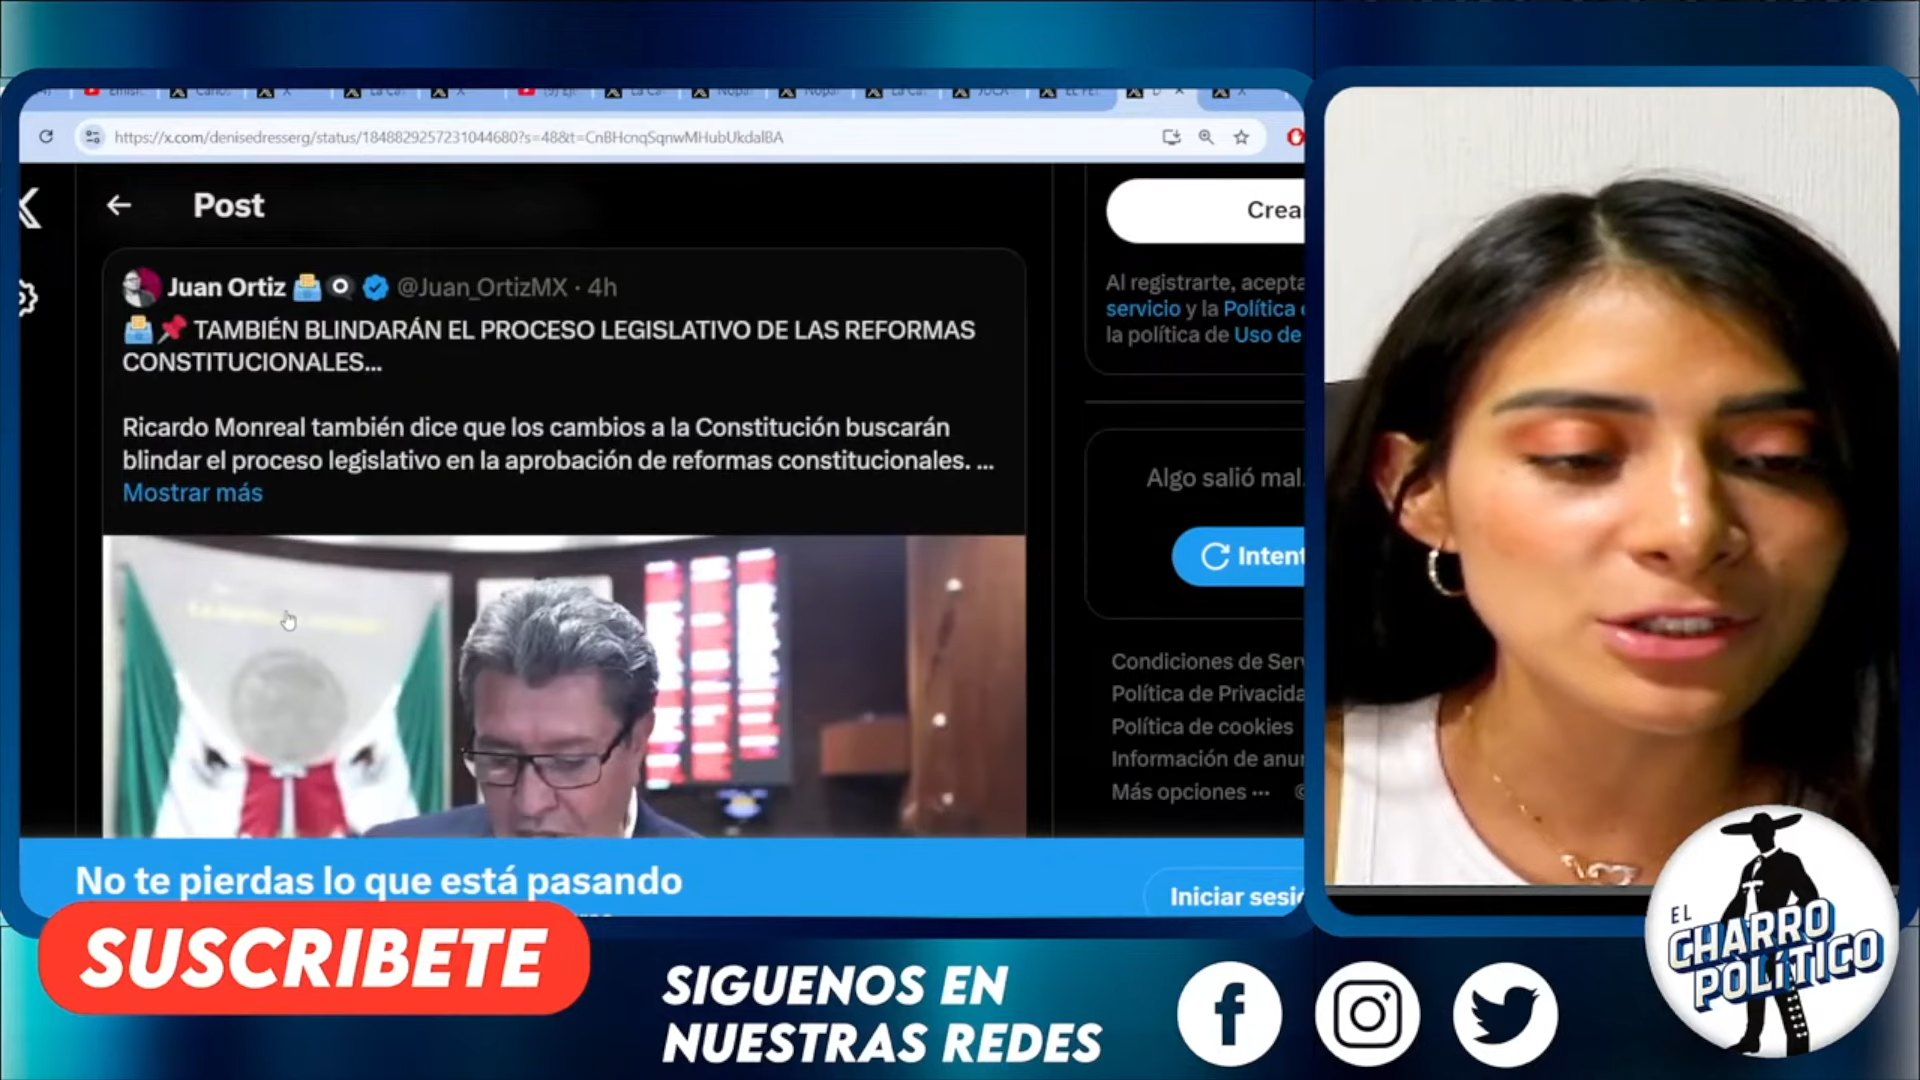 https://x.com/denisedresserg/status/1848829257231044680?s=48&t=CnBHcnqSqnwMHubUkdalBA
Post
Juan Ortiz @Juan_OrtizMX · 4h
TAMBIÉN BLINDARÁN EL PROCESO LEGISLATIVO DE LAS REFORMAS
CONSTITUCIONALES...
Ricardo Monreal también dice que los cambios a la Constitución buscarán
blindar el proceso legislativo en la aprobación de reformas constitucionales. ...
Mostrar más
Crea
Al registrarte, acepta
servicio y la Política
la política de Uso de
Algo salió mal.
Intent
Condiciones de Ser
Política de Privacida
Política de cookies
Información de anu
Más opciones ···
No te pierdas lo que está pasando
Iniciar sesi
SUSCRIBETE
SIGUENOS EN
NUESTRAS REDES
EL
CHARRO
POLÍTICO